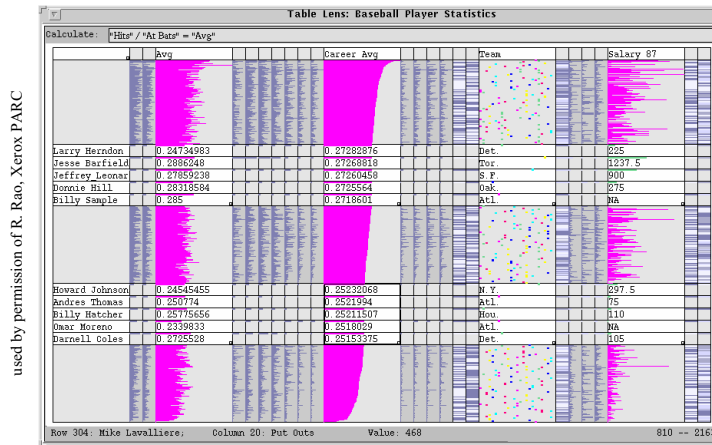 Table Lens: Baseball Player Statistics
Calculate: "Hits" / "At Bats" = "Avg"
Avg Career Avg Team Salary 87
Larry Herndon 0.24734983 0.27282876 Det. 225
Jesse Barfield 0.2886248 0.27268818 Tor. 1237.5
Jeffrey Leonar 0.27859238 0.27260458 S.F. 900
Donnie Hill 0.28318584 0.2725564 Oak. 275
Billy Sample 0.285 0.2718601 Atl. NA
Howard Johnson 0.24545455 0.25232068 N.Y. 297.5
Andres Thomas 0.250774 0.2521994 Atl. 75
Billy Hatcher 0.25775656 0.25211507 Hou. 110
Omar Moreno 0.2339833 0.2518029 Atl. NA
Darnell Coles 0.2725528 0.25153375 Det. 105
Row 304: Mike Lavalliere; Column 20: Put Outs Value: 468 810 -- 2163
used by permission of R. Rao, Xerox PARC